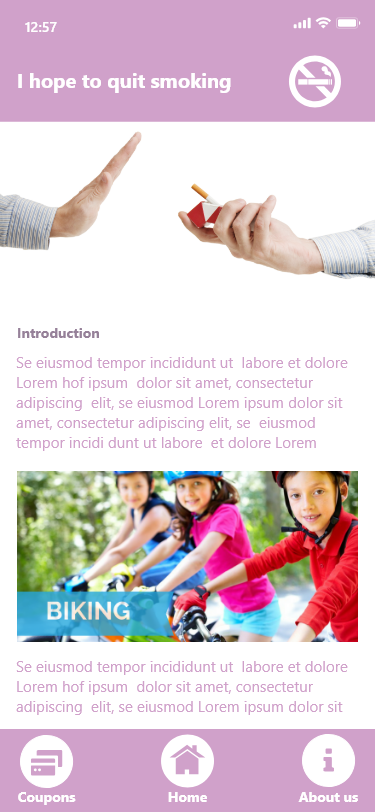 12:57
I hope to quit smoking
Introduction
Se eiusmod tempor incididunt ut  labore et dolore
Lorem hof ipsum  dolor sit amet, consectetur
adipiscing  elit, se eiusmod Lorem ipsum dolor sit
amet, consectetur adipiscing elit, se  eiusmod
tempor incidi dunt ut labore  et dolore Lorem
BIKING
Se eiusmod tempor incididunt ut  labore et dolore
Lorem hof ipsum  dolor sit amet, consectetur
adipiscing  elit, se eiusmod Lorem ipsum dolor sit
Coupons
Home
About us